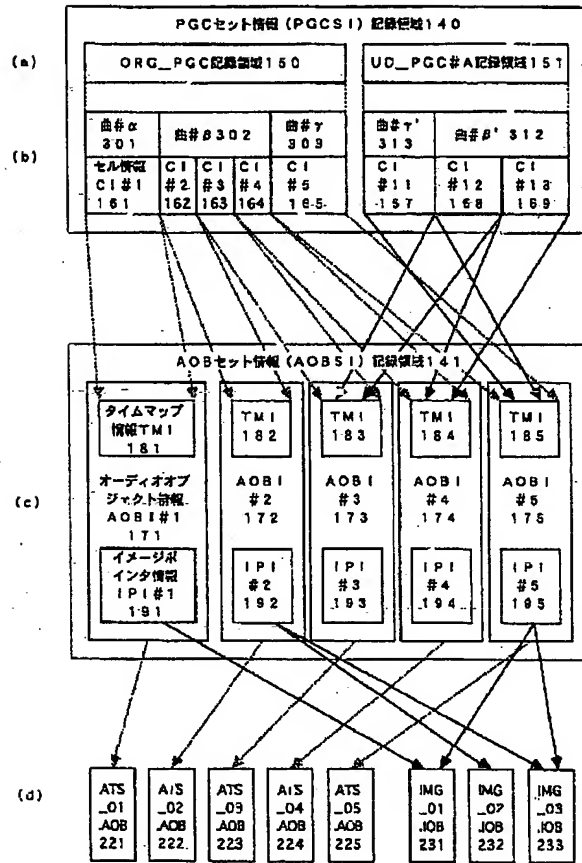 PGCセット情報(PGCSI)記録領域140
(a)
ORG_PGC記録領域150
UD_PGC#A記録領域151
(b)
曲#α
301
曲#β302
曲#γ
303
曲#γ'
313
曲#β' 312
セル情報
CI#1
161
CI
#2
162
CI
#3
163
CI
#4
164
CI
#5
165
CI
#11
167
CI
#12
168
CI
#13
169
AOBセット情報(AOBSI)記録領域141
(c)
タイムマップ
情報TMI
181
オーディオオブ
ジェクト情報
AOBI#1
171
イメージポ
インタ情報
IPI#1
191
TMI
182
AOBI
#2
172
IPI
#2
192
TMI
183
AOBI
#3
173
IPI
#3
193
TMI
184
AOBI
#4
174
IPI
#4
194
TMI
185
AOBI
#5
175
IPI
#5
195
(d)
ATS
_01
.AOB
221
ATS
_02
.AOB
222
ATS
_03
.AOB
223
ATS
_04
.AOB
224
ATS
_05
.AOB
225
IMG
_01
.IOB
231
IMG
_02
.IOB
232
IMG
_03
.IOB
233